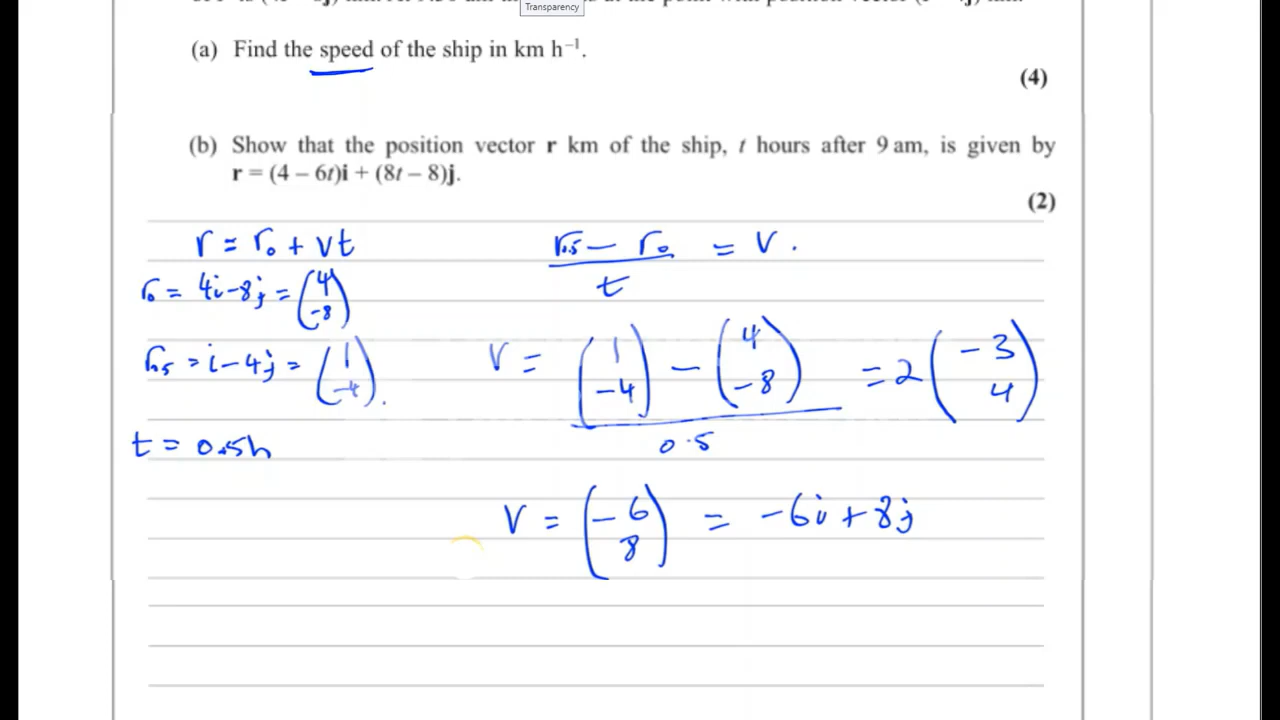 Transparency
(a) Find the speed of the ship in km h⁻¹.
(4)
(b) Show that the position vector r km of the ship, t hours after 9 am, is given by
r = (4 – 6t)i + (8t – 8)j.
(2)
r = r₀ + vt
r₀ = 4i-8j = (4 -8)
r₀.₅ = i-4j = (1 -4).
t = 0.5h
r₀.₅ - r₀ / t = v.
v = (1 -4) - (4 -8) / 0.5 = 2(-3 4)
v = (-6 8) = -6i + 8j